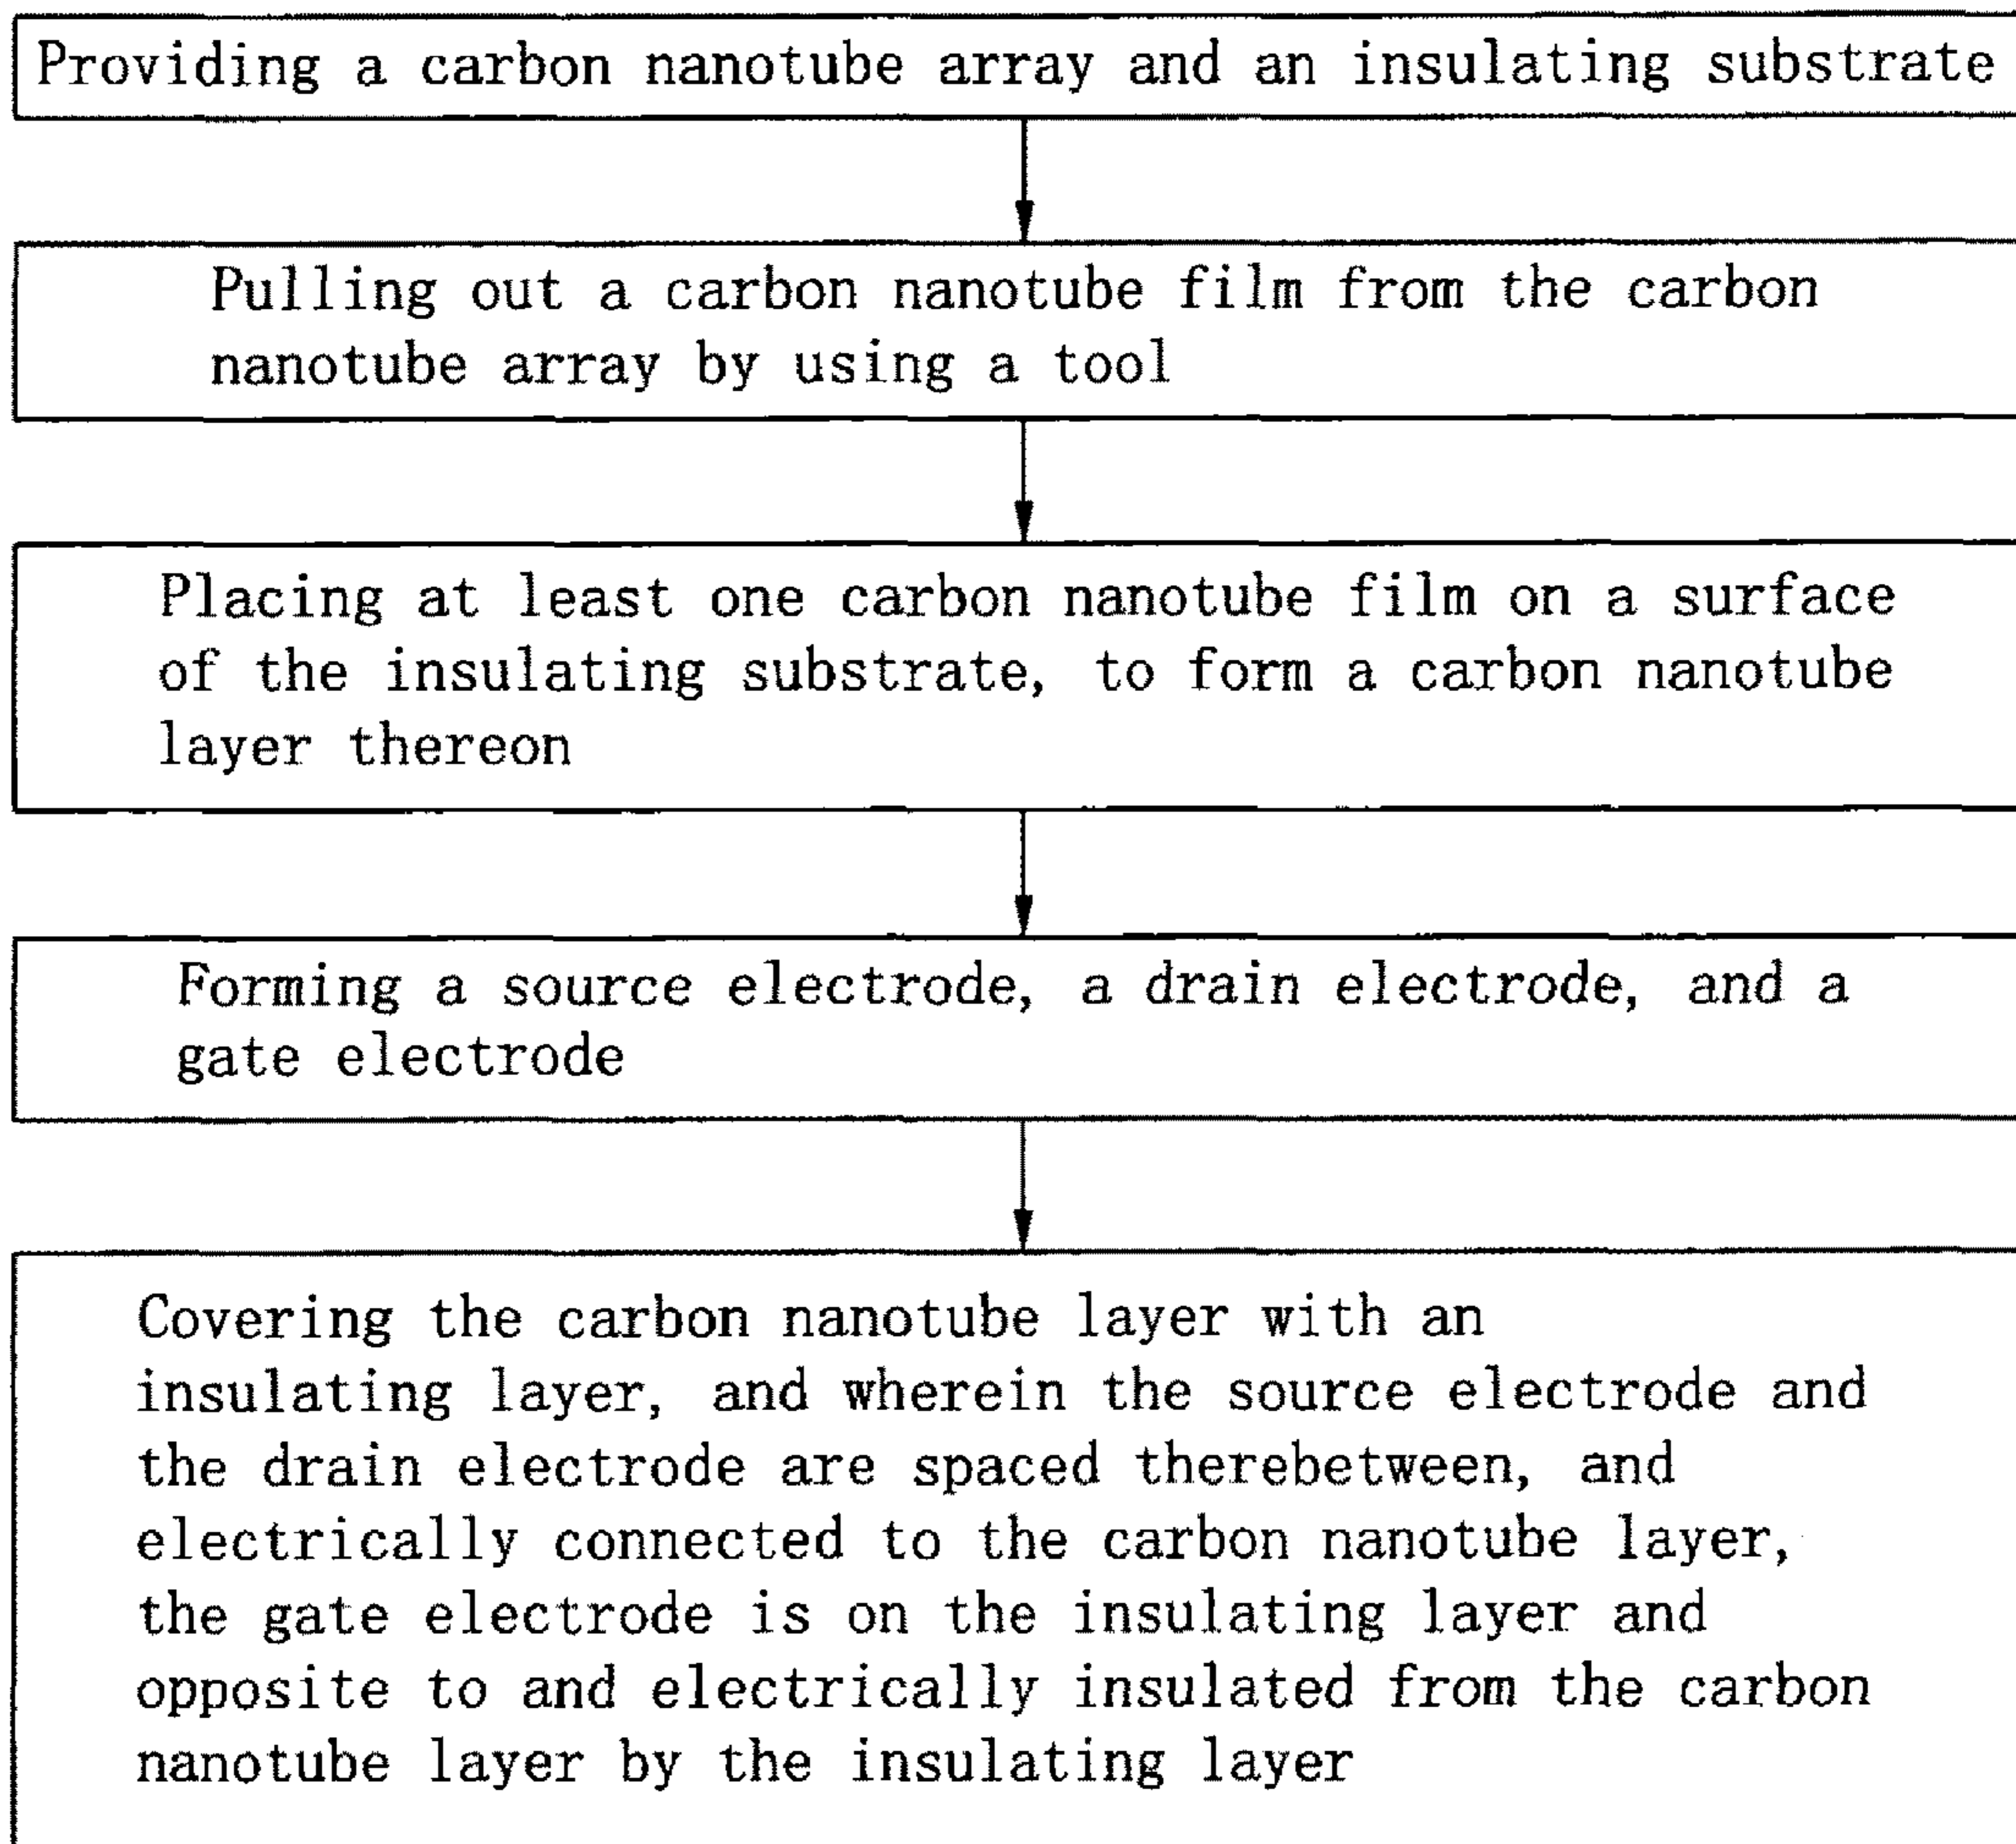 Providing a carbon nanotube array and an insulating substrate
Pulling out a carbon nanotube film from the carbon
nanotube array by using a tool
Placing at least one carbon nanotube film on a surface
of the insulating substrate, to form a carbon nanotube
layer thereon
Forming a source electrode, a drain electrode, and a
gate electrode
Covering the carbon nanotube layer with an
insulating layer, and wherein the source electrode and
the drain electrode are spaced therebetween, and
electrically connected to the carbon nanotube layer,
the gate electrode is on the insulating layer and
opposite to and electrically insulated from the carbon
nanotube layer by the insulating layer